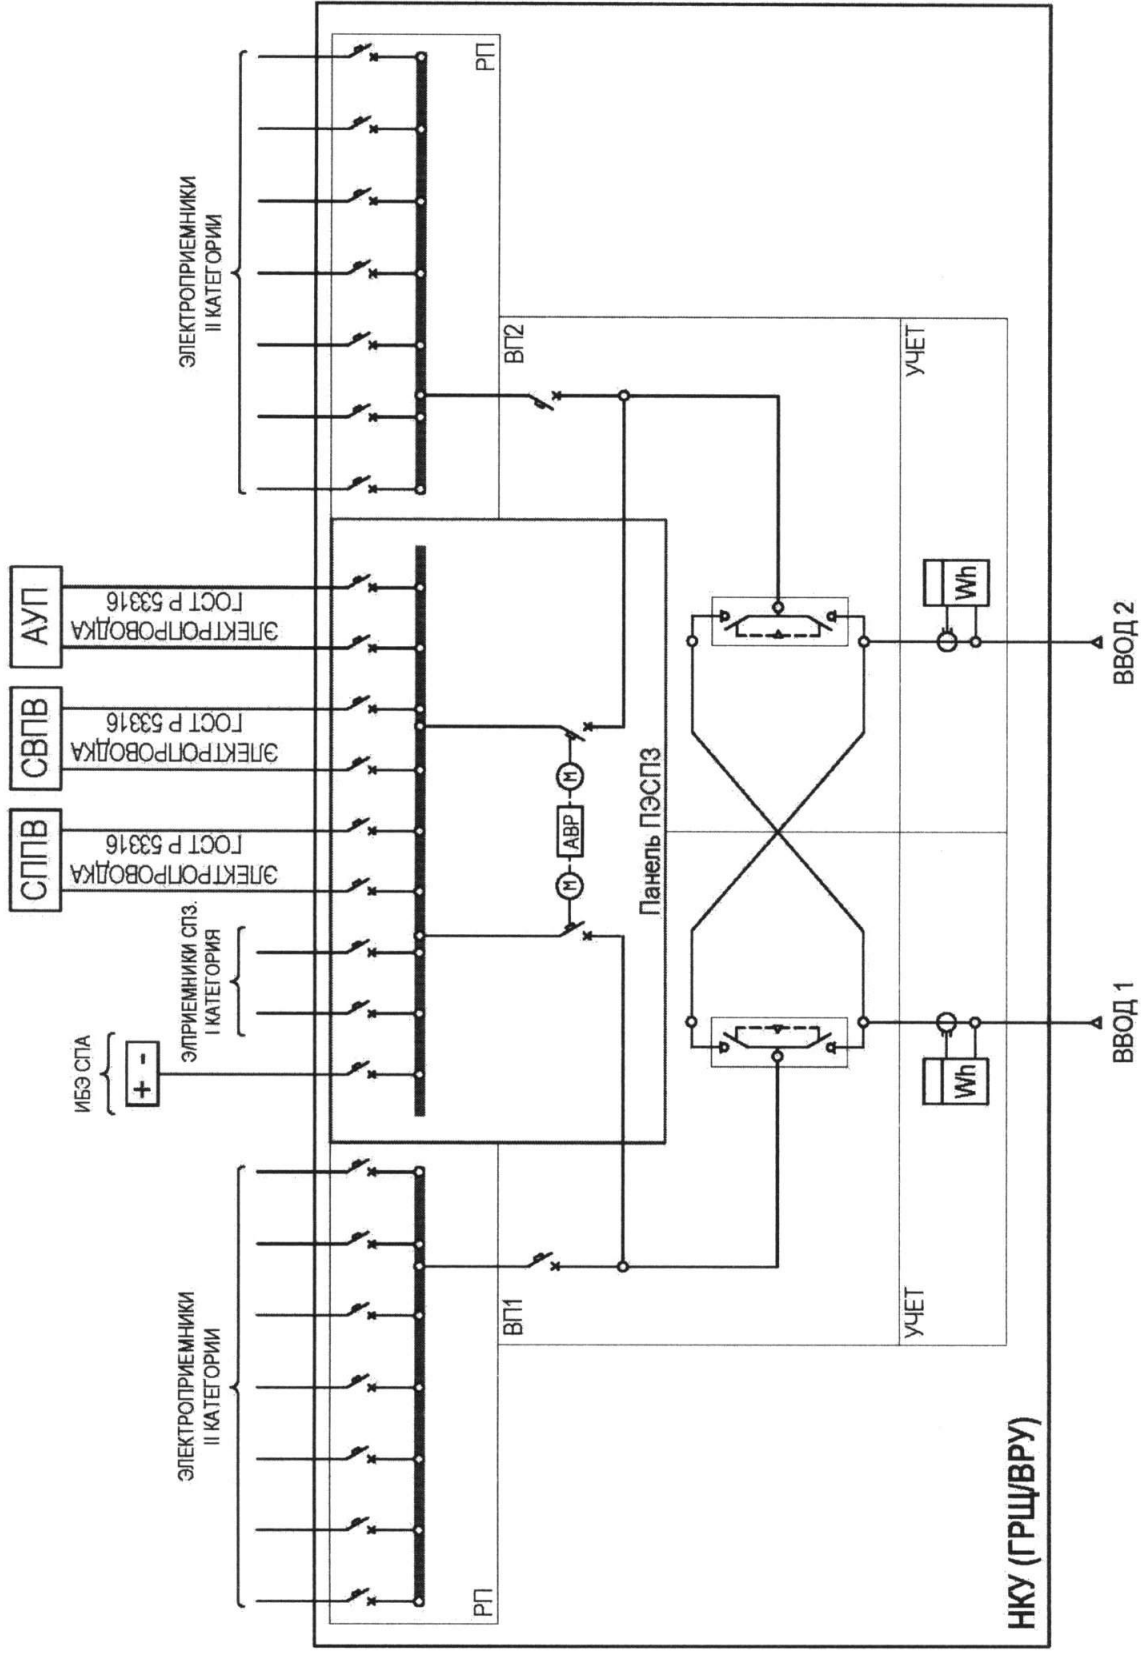 СППВ
СВПВ
АУП
ИБЭ СПА
+ -
ЭЛЕКТРОПРИЕМНИКИ
II КАТЕГОРИИ
Э/ПРИЕМНИКИ СПЗ.
I КАТЕГОРИЯ
ЭЛЕКТРОПРОВОДКА
ГОСТ Р 53316
ЭЛЕКТРОПРОВОДКА
ГОСТ Р 53316
ЭЛЕКТРОПРОВОДКА
ГОСТ Р 53316
ЭЛЕКТРОПРИЕМНИКИ
II КАТЕГОРИИ
РП
РП
ВП1
М
АВР
М
ВП2
Панель ПЭСПЗ
УЧЕТ
УЧЕТ
Wh
Wh
НКУ (ГРЩ/ВРУ)
ВВОД 1
ВВОД 2